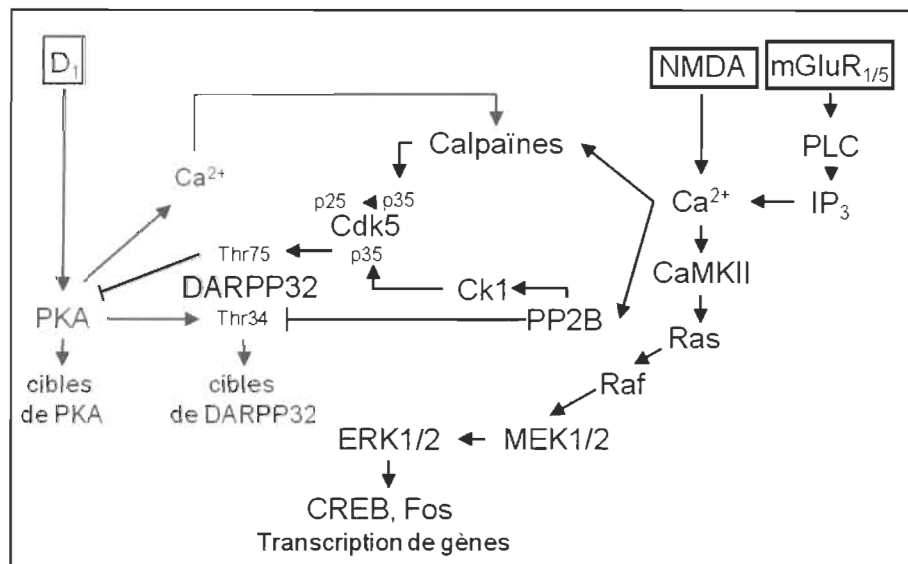 D₁
NMDA
mGluR₁/₅
Calpaïnes
PLC
Ca²⁺
p25
p35
Cdk5
Ca²⁺
IP₃
Thr75
p35
DARPP32
CaMKII
Ck1
PKA
Thr34
PP2B
Ras
cibles
de PKA
cibles
de DARPP32
Raf
ERK1/2
MEK1/2
CREB, Fos
Transcription de gènes